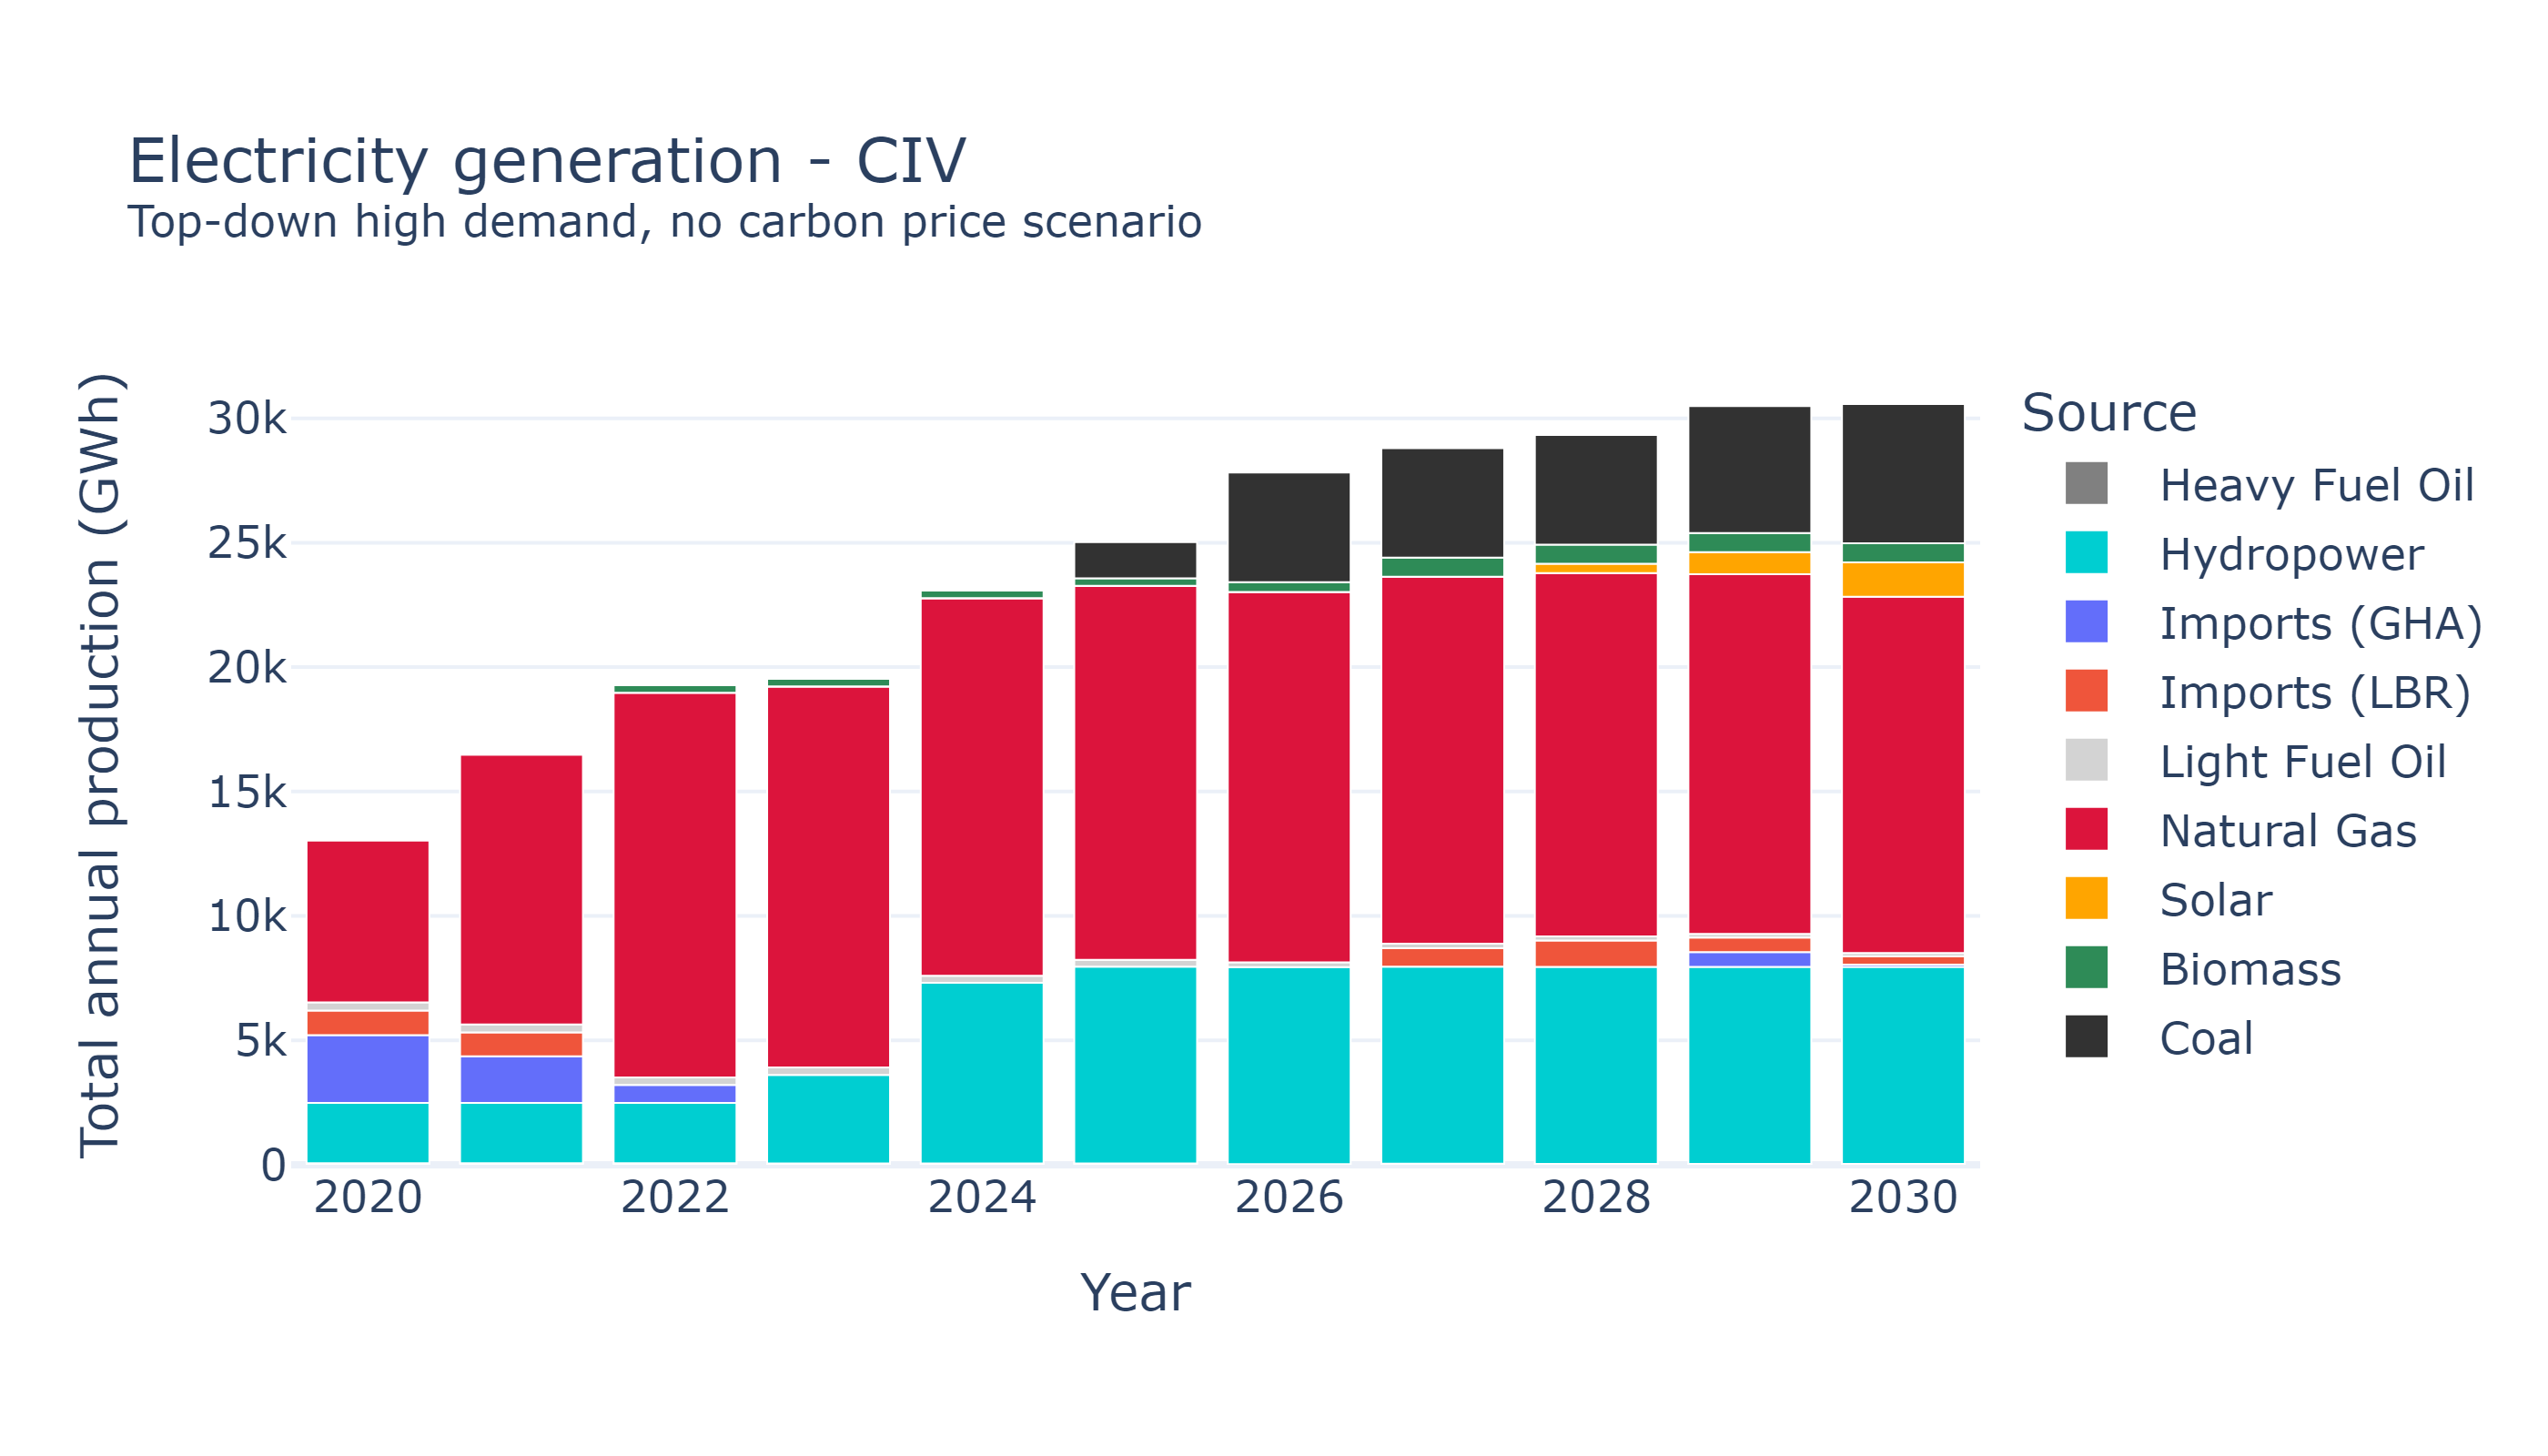 Electricity generation - CIV
Top-down high demand, no carbon price scenario
Total annual production (GWh)
30k
25k
20k
15k
10k
5k
0
2020
2022
2024
2026
2028
2030
Year
Source
Heavy Fuel Oil
Hydropower
Imports (GHA)
Imports (LBR)
Light Fuel Oil
Natural Gas
Solar
Biomass
Coal